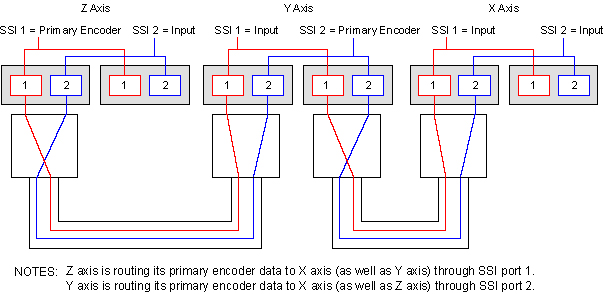 Z Axis Y Axis X Axis
SSI 1 = Primary Encoder SSI 2 = Input SSI 1 = Input SSI 2 = Primary Encoder SSI 1 = Input SSI 2 = Input
1 2 1 2 1 2 1 2 1 2 1 2
NOTES: Z axis is routing its primary encoder data to X axis (as well as Y axis) through SSI port 1.
Y axis is routing its primary encoder data to X axis (as well as Z axis) through SSI port 2.